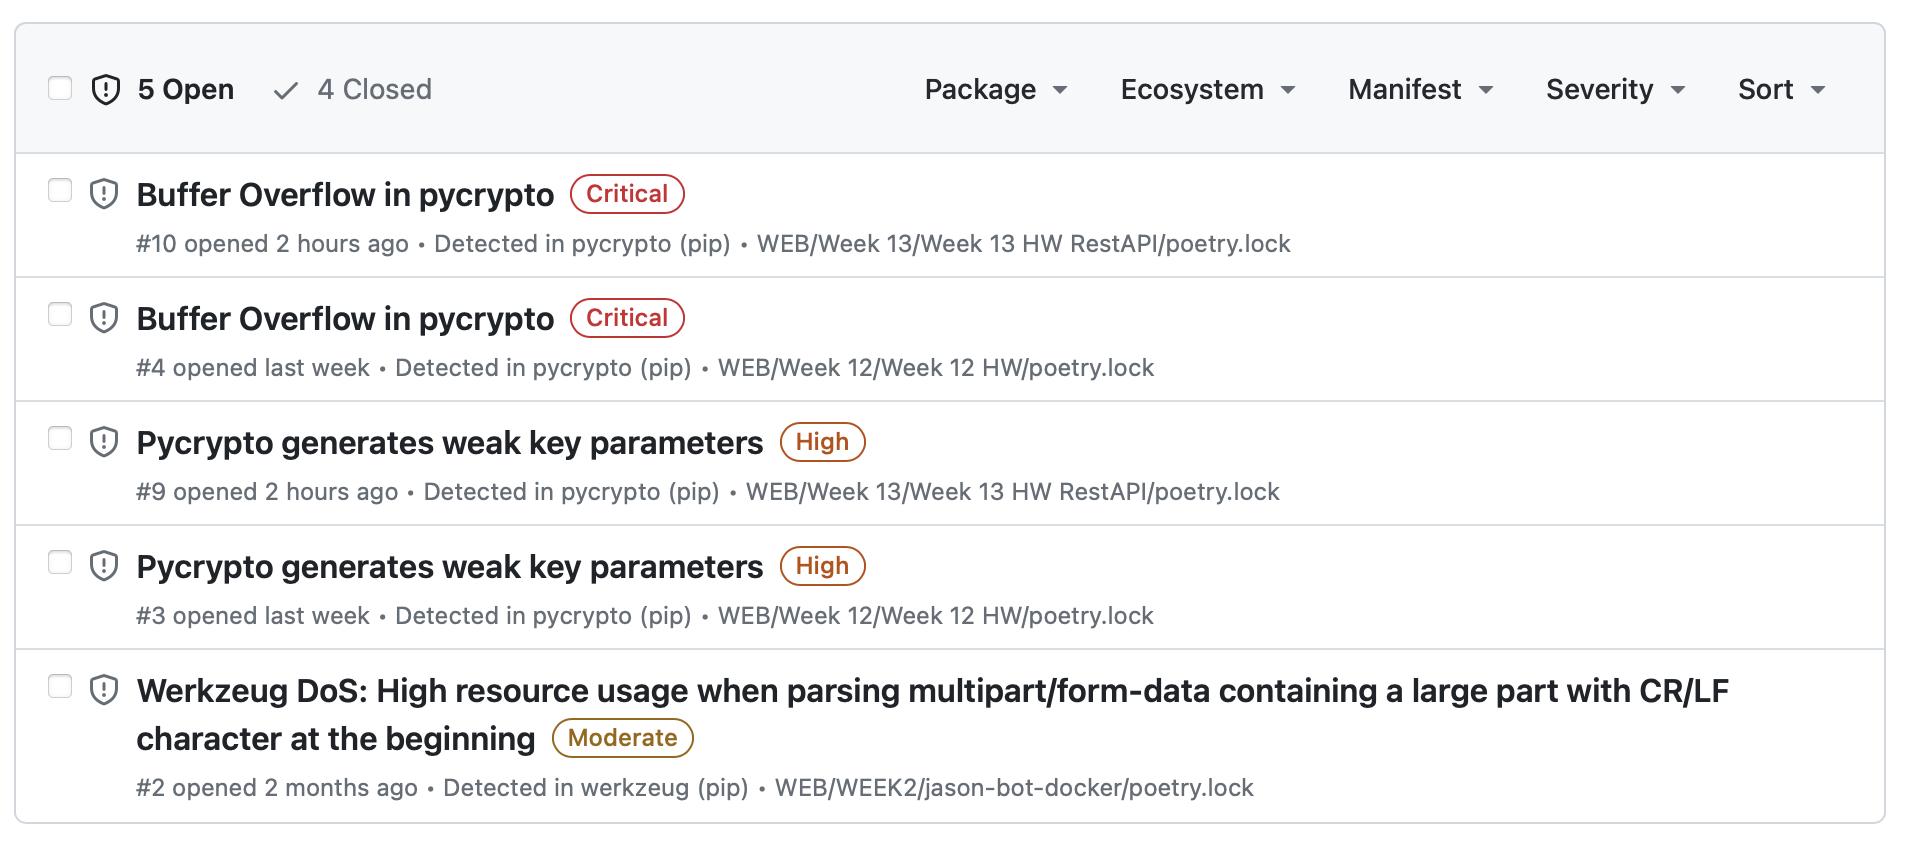 5 Open 4 Closed Package Ecosystem Manifest Severity Sort
Buffer Overflow in pycrypto Critical
#10 opened 2 hours ago • Detected in pycrypto (pip) • WEB/Week 13/Week 13 HW RestAPI/poetry.lock
Buffer Overflow in pycrypto Critical
#4 opened last week • Detected in pycrypto (pip) • WEB/Week 12/Week 12 HW/poetry.lock
Pycrypto generates weak key parameters High
#9 opened 2 hours ago • Detected in pycrypto (pip) • WEB/Week 13/Week 13 HW RestAPI/poetry.lock
Pycrypto generates weak key parameters High
#3 opened last week • Detected in pycrypto (pip) • WEB/Week 12/Week 12 HW/poetry.lock
Werkzeug DoS: High resource usage when parsing multipart/form-data containing a large part with CR/LF
character at the beginning Moderate
#2 opened 2 months ago • Detected in werkzeug (pip) • WEB/WEEK2/jason-bot-docker/poetry.lock